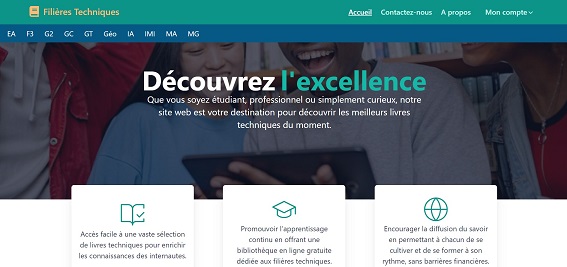 Filières Techniques
Accueil Contactez-nous A propos Mon compte
EA F3 G2 GC GT Géo IA IMI MA MG
Découvrez l'excellence
Que vous soyez étudiant, professionnel ou simplement curieux, notre
site web est votre destination pour découvrir les meilleurs livres
techniques du moment.
Accès facile à une vaste sélection
de livres techniques pour enrichir
les connaissances des internautes.
Promouvoir l'apprentissage
continu en offrant une
bibliothèque en ligne gratuite
dédiée aux filières techniques.
Encourager la diffusion du savoir
en permettant à chacun de se
cultiver et de se former à son
rythme, sans barrières financières.